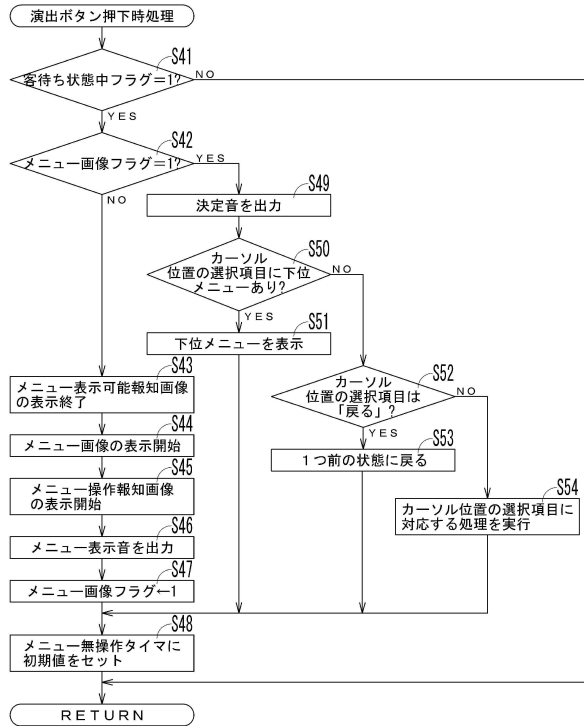 演出ボタン押下時処理
S41
客待ち状態中フラグ=1?
NO
YES
S42
メニュー画像フラグ=1?
YES
NO
S49
決定音を出力
S50
カーソル
位置の選択項目に下位
メニューあり?
NO
YES
S51
下位メニューを表示
S43
メニュー表示可能報知画像
の表示終了
S52
カーソル
位置の選択項目は
「戻る」?
NO
YES
S44
メニュー画像の表示開始
S53
1つ前の状態に戻る
S45
メニュー操作報知画像
の表示開始
S54
カーソル位置の選択項目に
対応する処理を実行
S46
メニュー表示音を出力
S47
メニュー画像フラグ←1
S48
メニュー無操作タイマに
初期値をセット
RETURN